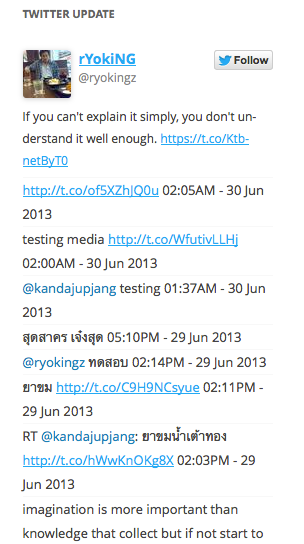 TWITTER UPDATE
rYokiNG
Follow
@ryokingz
If you can't explain it simply, you don't un-
derstand it well enough. https://t.co/Ktb-
netByT0
http://t.co/of5XZhJQ0u 02:05AM - 30 Jun
2013
testing media http://t.co/WfutivLLHj
02:00AM - 30 Jun 2013
@kandajupjang testing 01:37AM - 30 Jun
2013
สุดสาคร เจ๋งสุด 05:10PM - 29 Jun 2013
@ryokingz ทดสอบ 02:14PM - 29 Jun 2013
ยาขม http://t.co/C9H9NCsyue 02:11PM -
29 Jun 2013
RT @kandajupjang: ยาขมน้ำเต้าทอง
http://t.co/hWwKnOKg8X 02:03PM - 29
Jun 2013
imagination is more important than
knowledge that collect but if not start to